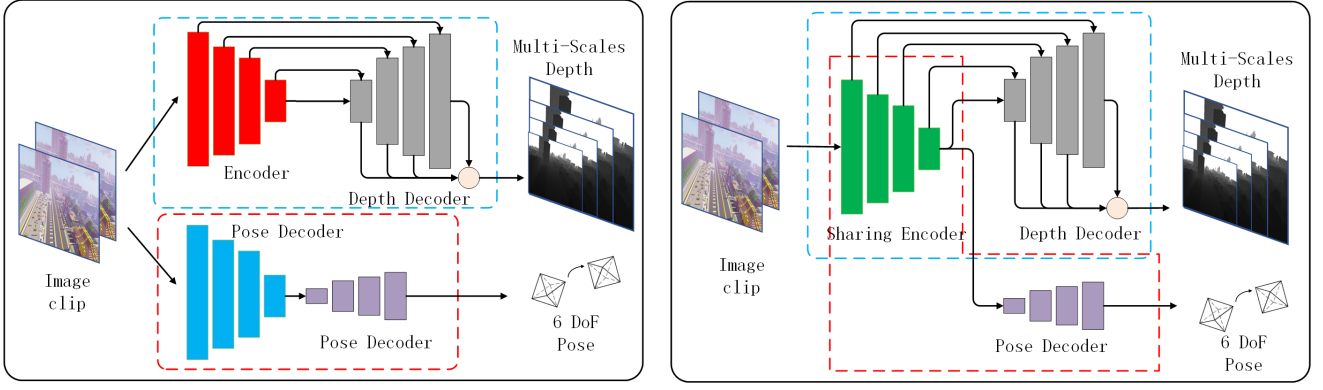 Multi-Scales
Depth
Encoder
Depth Decoder
Pose Decoder
Image
clip
Pose Decoder
6 DoF
Pose
Multi-Scales
Depth
Sharing Encoder
Depth Decoder
Image
clip
Pose Decoder
6 DoF
Pose